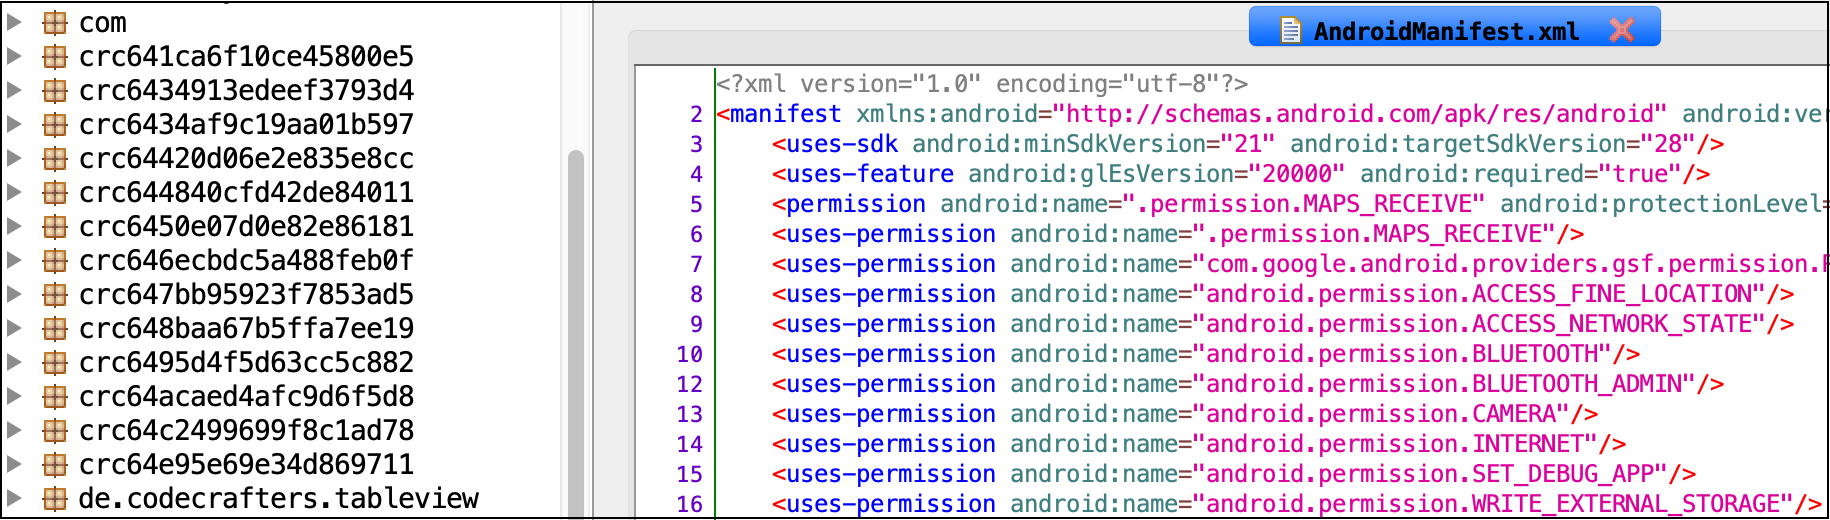 com
crc641ca6f10ce45800e5
crc6434913edeef3793d4
crc6434af9c19aa01b597
crc64420d06e2e835e8cc
crc644840cfd42de84011
crc6450e07d0e82e86181
crc646ecbdc5a488feb0f
crc647bb95923f7853ad5
crc648baa67b5ffa7ee19
crc6495d4f5d63cc5c882
crc64acaed4afc9d6f5d8
crc64c2499699f8c1ad78
crc64e95e69e34d869711
de.codecrafters.tableview
AndroidManifest.xml
<?xml version="1.0" encoding="utf-8"?>
2 <manifest xmlns:android="http://schemas.android.com/apk/res/android" android:ver
3 <uses-sdk android:minSdkVersion="21" android:targetSdkVersion="28"/>
4 <uses-feature android:glEsVersion="20000" android:required="true"/>
5 <permission android:name=".permission.MAPS_RECEIVE" android:protectionLevel=
6 <uses-permission android:name=".permission.MAPS_RECEIVE"/>
7 <uses-permission android:name="com.google.android.providers.gsf.permission.
8 <uses-permission android:name="android.permission.ACCESS_FINE_LOCATION"/>
9 <uses-permission android:name="android.permission.ACCESS_NETWORK_STATE"/>
10 <uses-permission android:name="android.permission.BLUETOOTH"/>
12 <uses-permission android:name="android.permission.BLUETOOTH_ADMIN"/>
13 <uses-permission android:name="android.permission.CAMERA"/>
14 <uses-permission android:name="android.permission.INTERNET"/>
15 <uses-permission android:name="android.permission.SET_DEBUG_APP"/>
16 <uses-permission android:name="android.permission.WRITE_EXTERNAL_STORAGE"/>